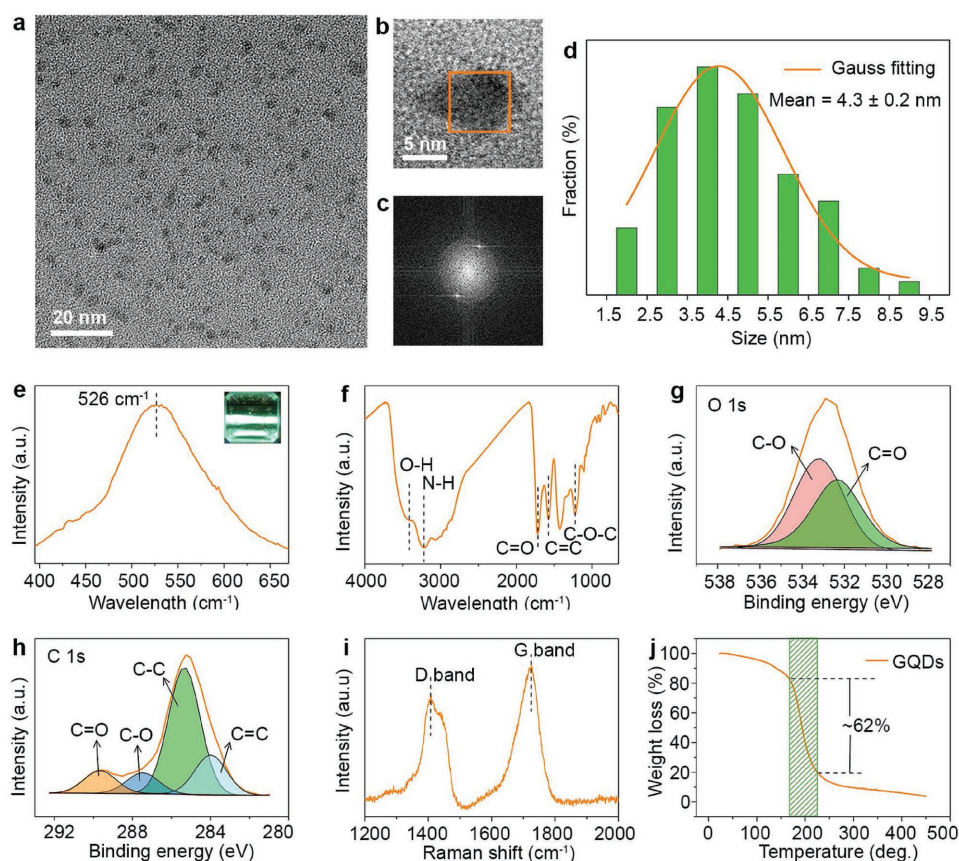 a
20 nm
b
5 nm
c
d
Gauss fitting
Mean = 4.3 ± 0.2 nm
Fraction (%)
1.5 2.5 3.5 4.5 5.5 6.5 7.5 8.5 9.5
Size (nm)
e
526 cm⁻¹
Intensity (a.u.)
400 450 500 550 600 650
Wavelength (cm⁻¹)
f
O-H
N-H
C=O
C=C
C-O-C
Intensity (a.u.)
4000 3000 2000 1000
Wavelength (cm⁻¹)
g
O 1s
C-O
C=O
Intensity (a.u.)
538 536 534 532 530 528
Binding energy (eV)
h
C 1s
C-C
C=O
C-O
C=C
Intensity (a.u.)
292 288 284 280
Binding energy (eV)
i
D band
G band
Intensity (a.u)
1200 1400 1600 1800 2000
Raman shift (cm⁻¹)
j
GQDs
~62%
Weight loss (%)
100
80
60
40
20
0
0 100 200 300 400 500
Temperature (deg.)